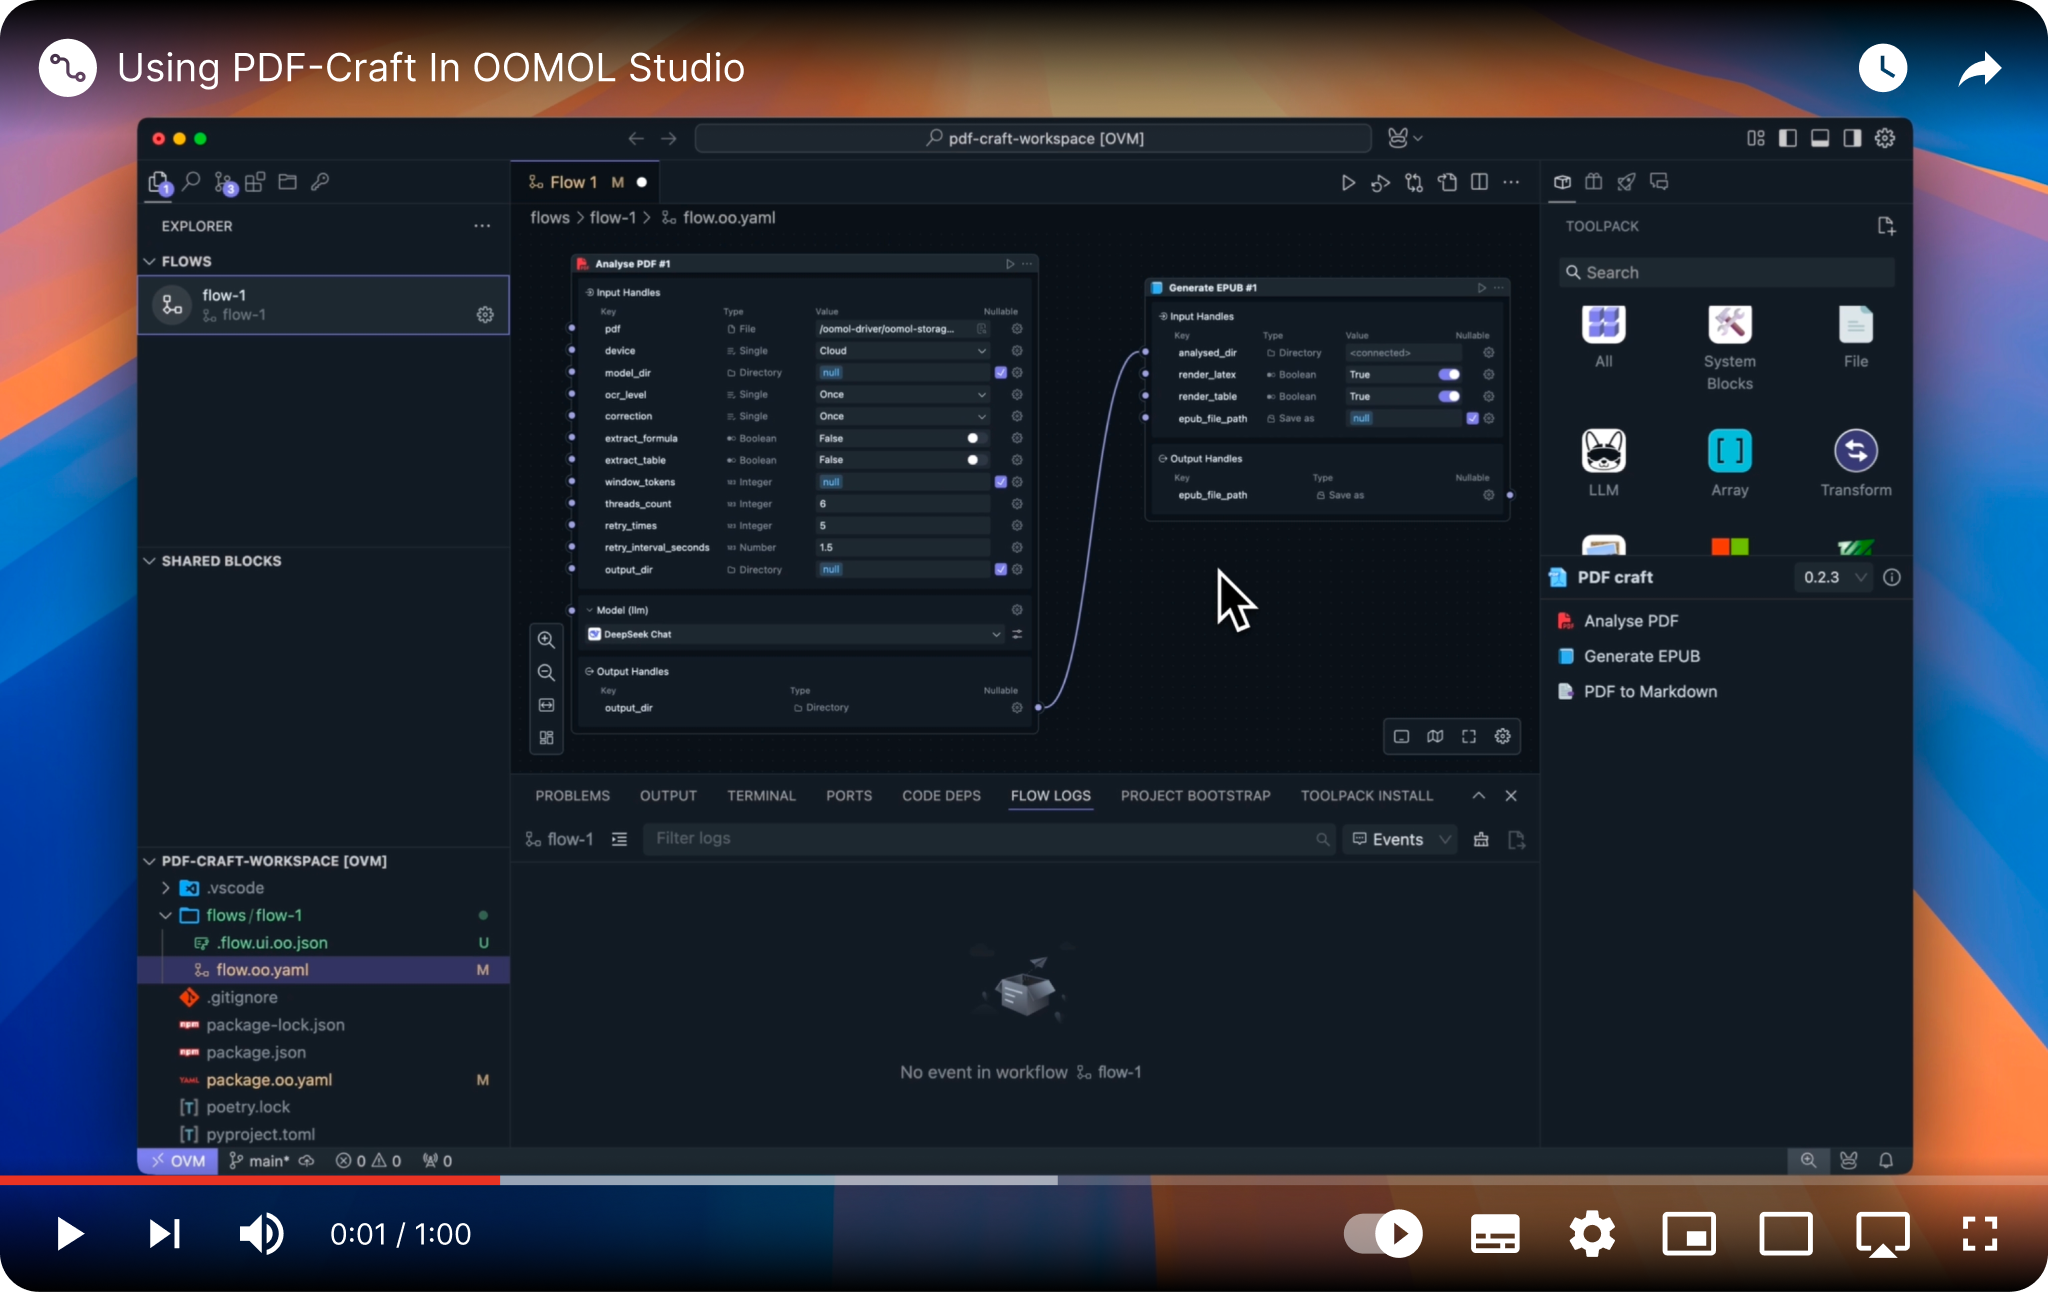 Using PDF-Craft In OOMOL Studio
pdf-craft-workspace [OVM]
1
3
EXPLORER
FLOWS
flow-1
flow-1
SHARED BLOCKS
PDF-CRAFT-WORKSPACE [OVM]
.vscode
flows / flow-1
.flow.ui.oo.json U
flow.oo.yaml M
.gitignore
npm package-lock.json
npm package.json
YAML package.oo.yaml M
[T] poetry.lock
[T] pyproject.toml
Flow 1 M
flows > flow-1 > flow.oo.yaml
Analyse PDF #1
Input Handles
Key Type Value Nullable
pdf File /oomol-driver/oomol-storag...
device Single Cloud
model_dir Directory null
ocr_level Single Once
correction Single Once
extract_formula Boolean False
extract_table Boolean False
window_tokens Integer null
threads_count Integer 6
retry_times Integer 5
retry_interval_seconds Number 1.5
output_dir Directory null
Model (llm)
DeepSeek Chat
Output Handles
Key Type Nullable
output_dir Directory
Generate EPUB #1
Input Handles
Key Type Value Nullable
analysed_dir Directory <connected>
render_latex Boolean True
render_table Boolean True
epub_file_path Save as null
Output Handles
Key Type Nullable
epub_file_path Save as
PROBLEMS OUTPUT TERMINAL PORTS CODE DEPS FLOW LOGS PROJECT BOOTSTRAP TOOLPACK INSTALL
flow-1 Filter logs Events
No event in workflow flow-1
TOOLPACK
Search
All System Blocks File
LLM Array Transform
PDF craft 0.2.3
Analyse PDF
Generate EPUB
PDF to Markdown
OVM main* 0 0 0
0:01 / 1:00